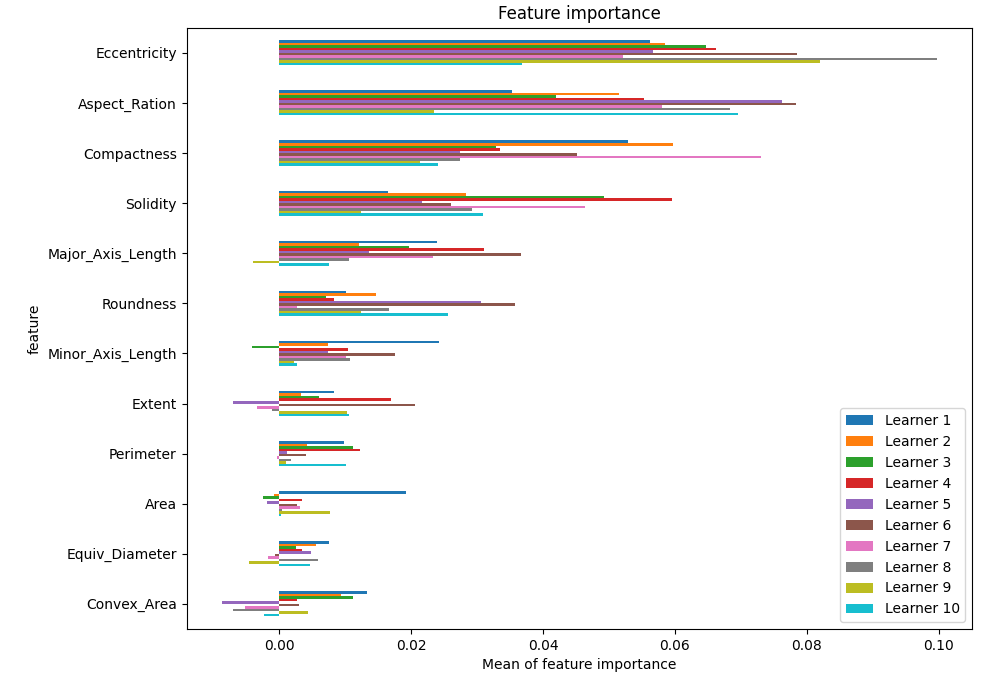 Feature importance
Eccentricity
Aspect_Ration
Compactness
Solidity
Major_Axis_Length
Roundness
Minor_Axis_Length
Extent
Perimeter
Area
Equiv_Diameter
Convex_Area
feature
Learner 1
Learner 2
Learner 3
Learner 4
Learner 5
Learner 6
Learner 7
Learner 8
Learner 9
Learner 10
0.00 0.02 0.04 0.06 0.08 0.10
Mean of feature importance